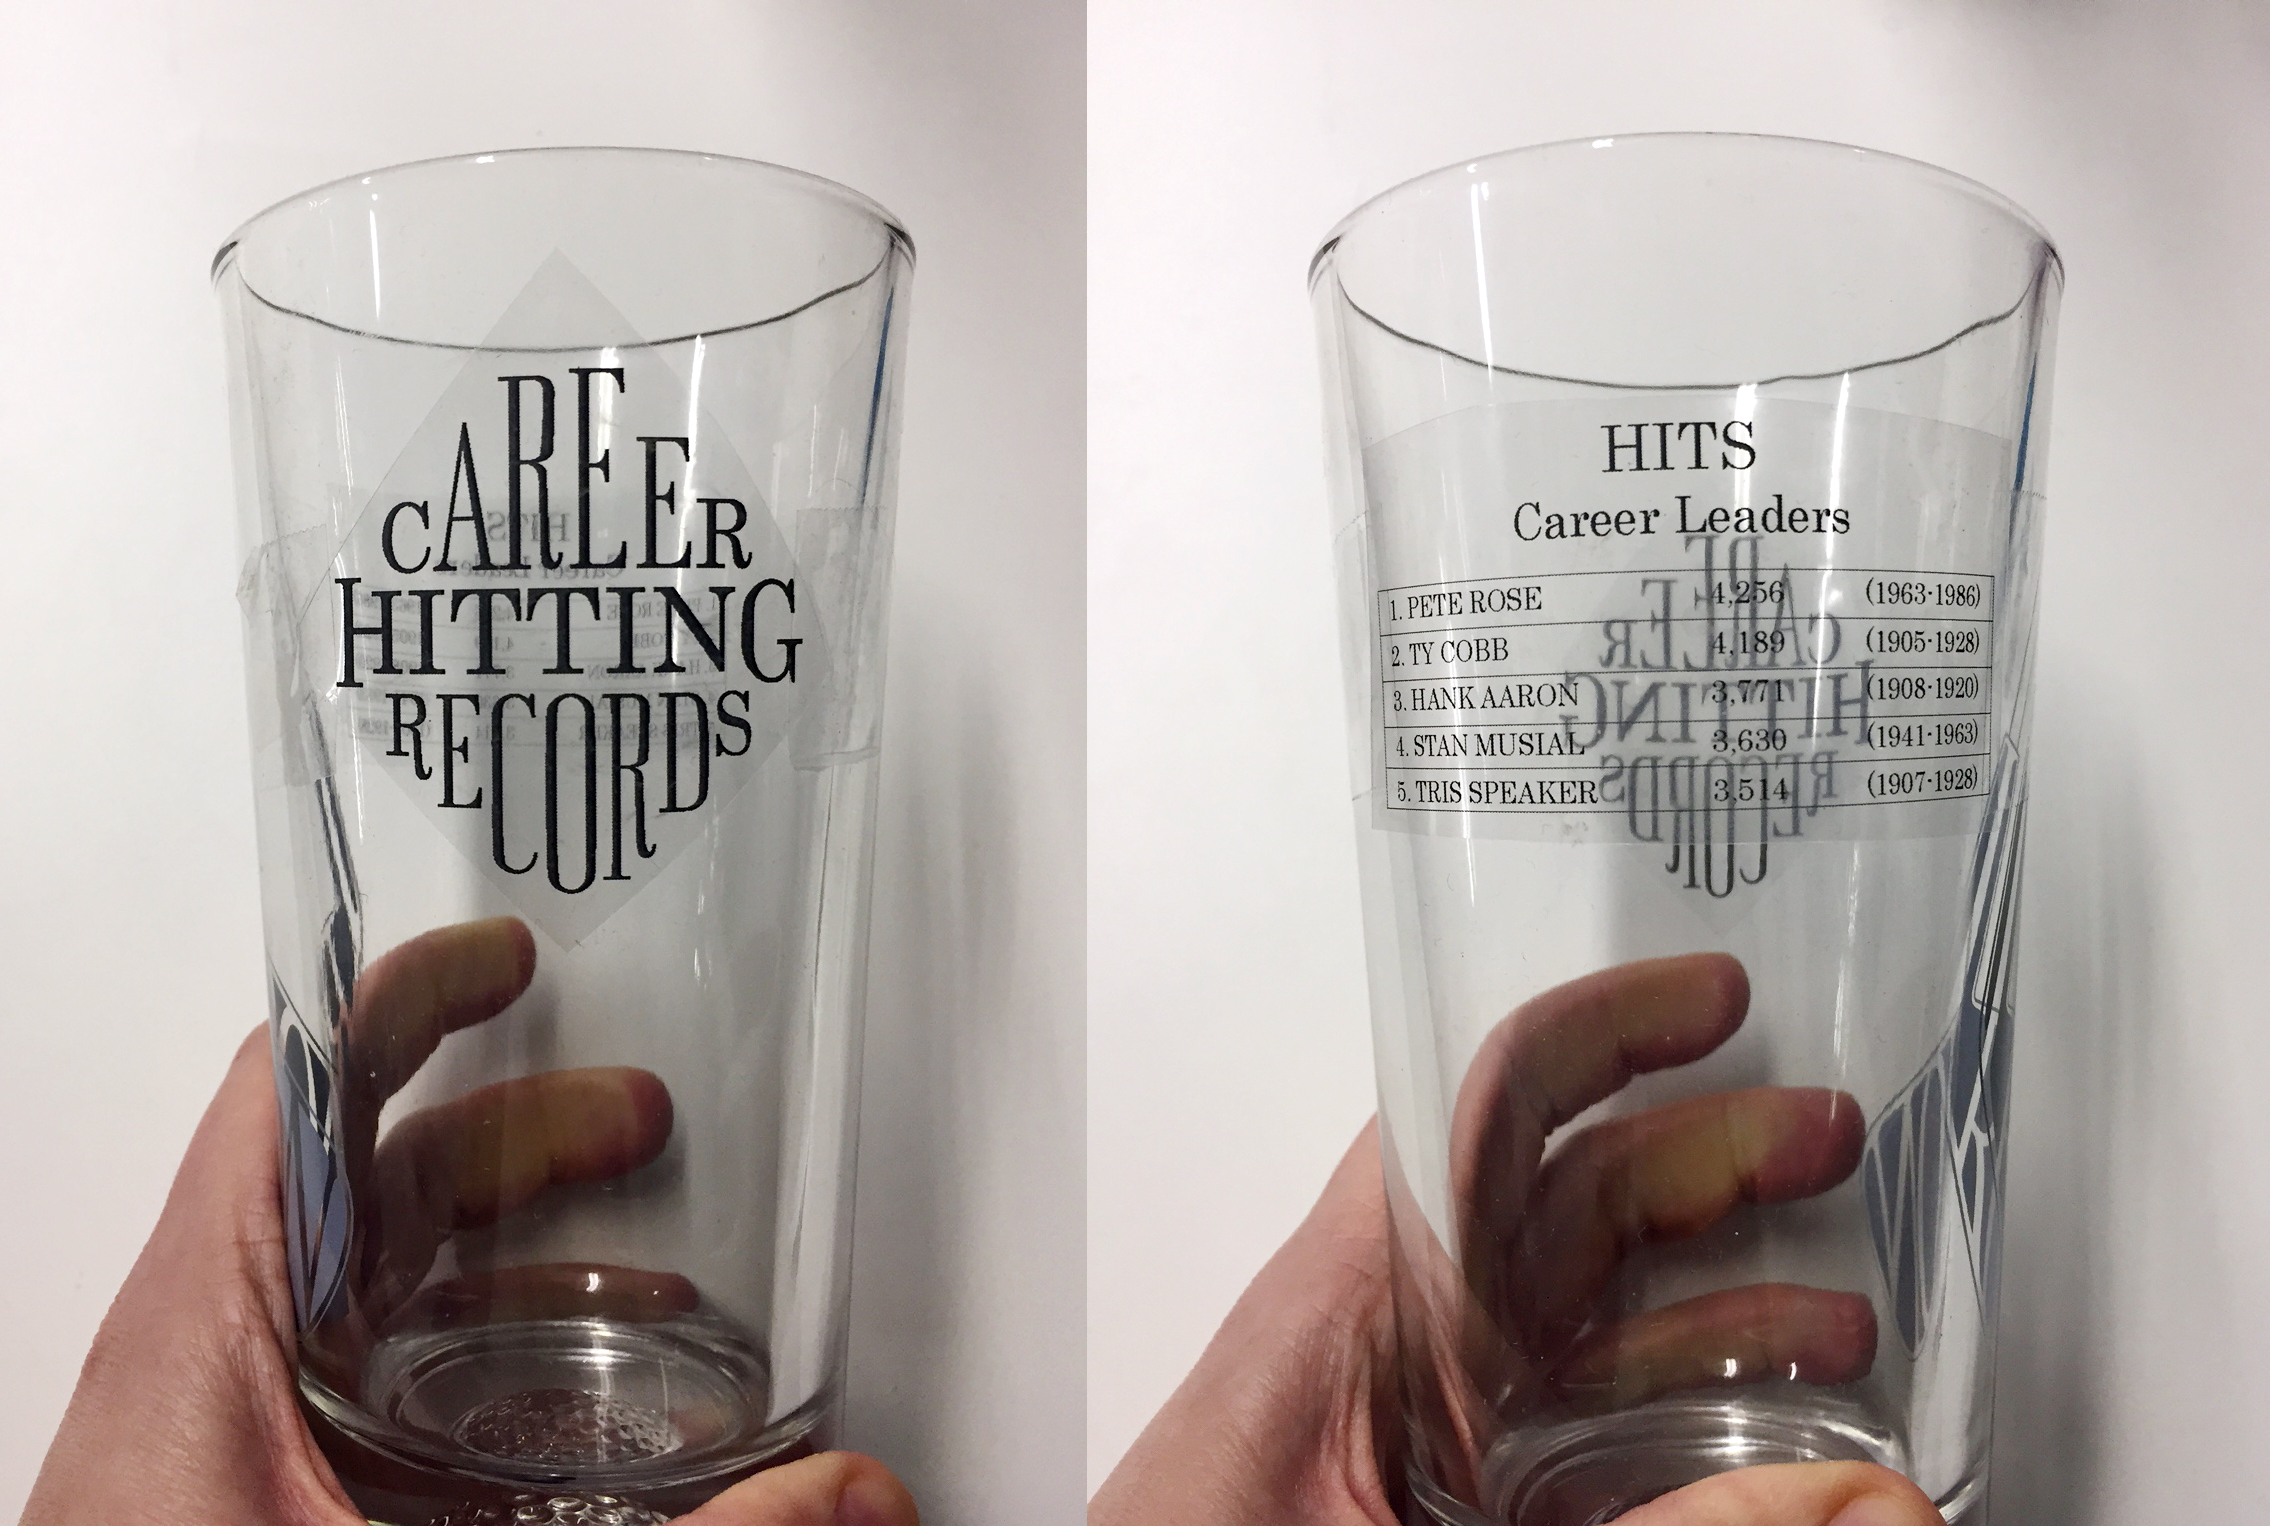 CAREER
HITTING
RECORDS
HITS
Career Leaders
1. PETE ROSE 4,256 (1963-1986)
2. TY COBB 4,189 (1905-1928)
3. HANK AARON 3,771 (1908-1920)
4. STAN MUSIAL 3,630 (1941-1963)
5. TRIS SPEAKER 3,514 (1907-1928)